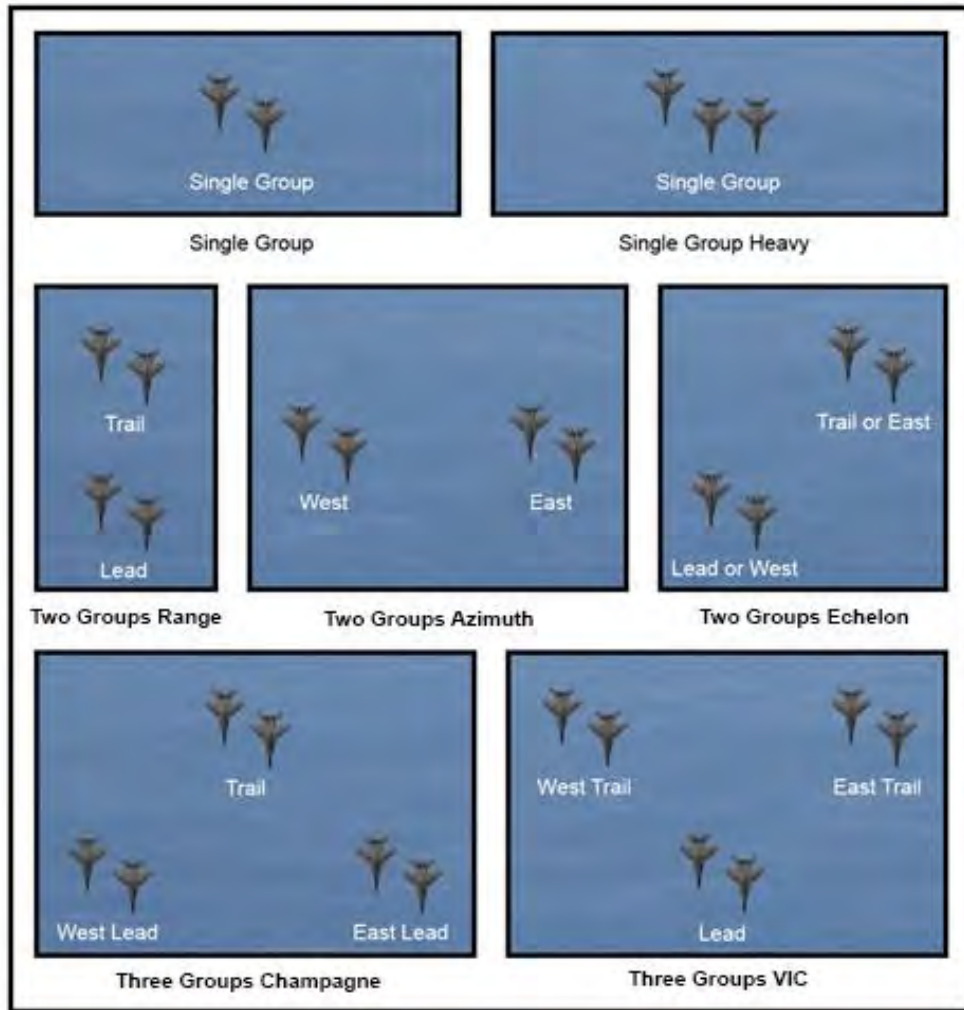 Single Group
Single Group
Single Group
Single Group Heavy
Trail
Lead
West
East
Trail or East
Lead or West
Two Groups Range
Two Groups Azimuth
Two Groups Echelon
Trail
West Lead
East Lead
West Trail
East Trail
Lead
Three Groups Champagne
Three Groups VIC